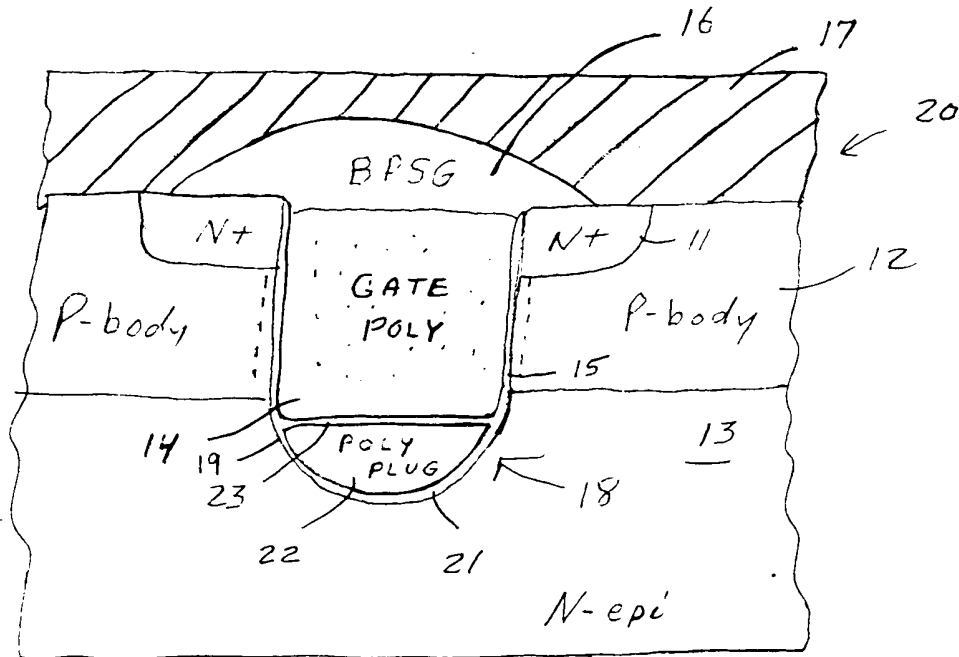 16
17
20
BPSG
N+
N+
11
12
GATE
POLY
P-body
P-body
15
14
19
23
POLY
PLUG
13
18
22
21
N-epi